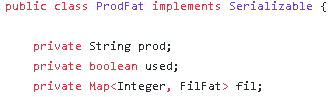 public class ProdFat implements Serializable {
private String prod;
private boolean used;
private Map<Integer, FilFat> fil;